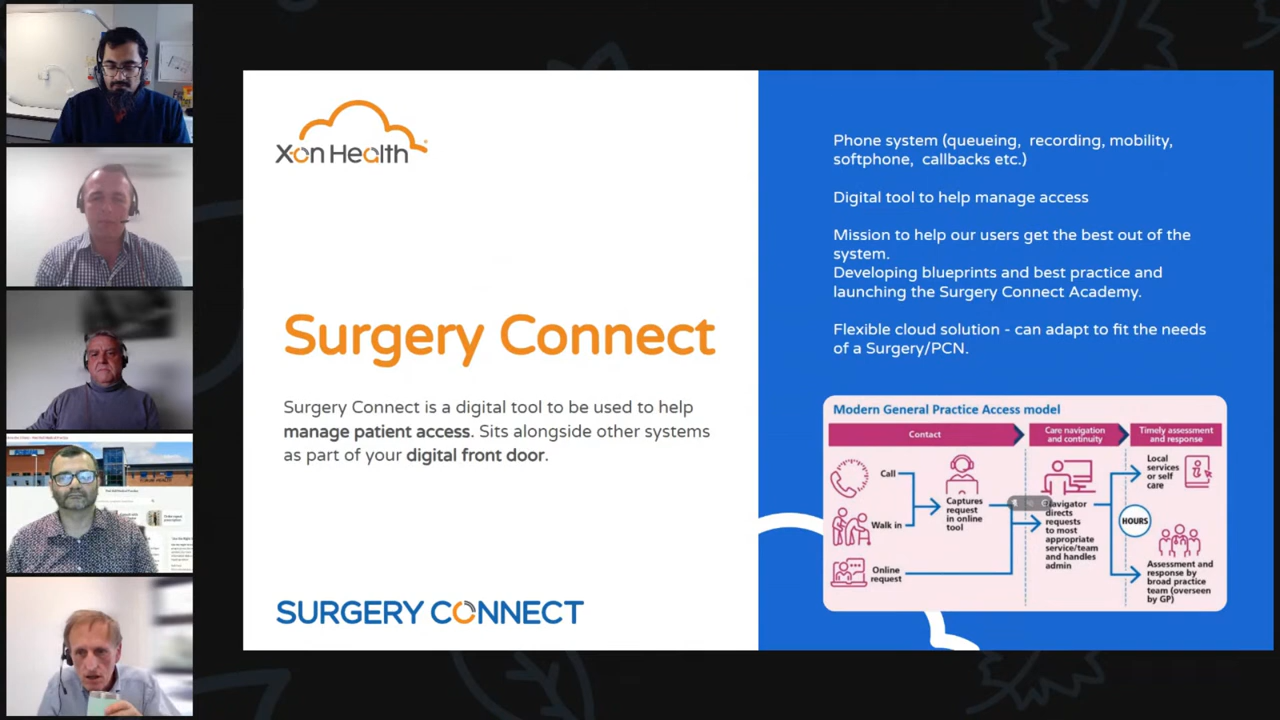 X-on Health
Surgery Connect
Surgery Connect is a digital tool to be used to help
manage patient access. Sits alongside other systems
as part of your digital front door.
SURGERY CONNECT
Phone system (queueing, recording, mobility,
softphone, callbacks etc.)
Digital tool to help manage access
Mission to help our users get the best out of the
system.
Developing blueprints and best practice and
launching the Surgery Connect Academy.
Flexible cloud solution - can adapt to fit the needs
of a Surgery/PCN.
Modern General Practice Access model
Contact
Care navigation
and continuity
Timely assessment
and response
Call
Walk in
Online
request
Captures
request
in online
tool
Navigator
directs
requests
to most
appropriate
service/team
and handles
admin
HOURS
Local
services
or self
care
Assessment and
response by
broad practice
team (overseen
by GP)